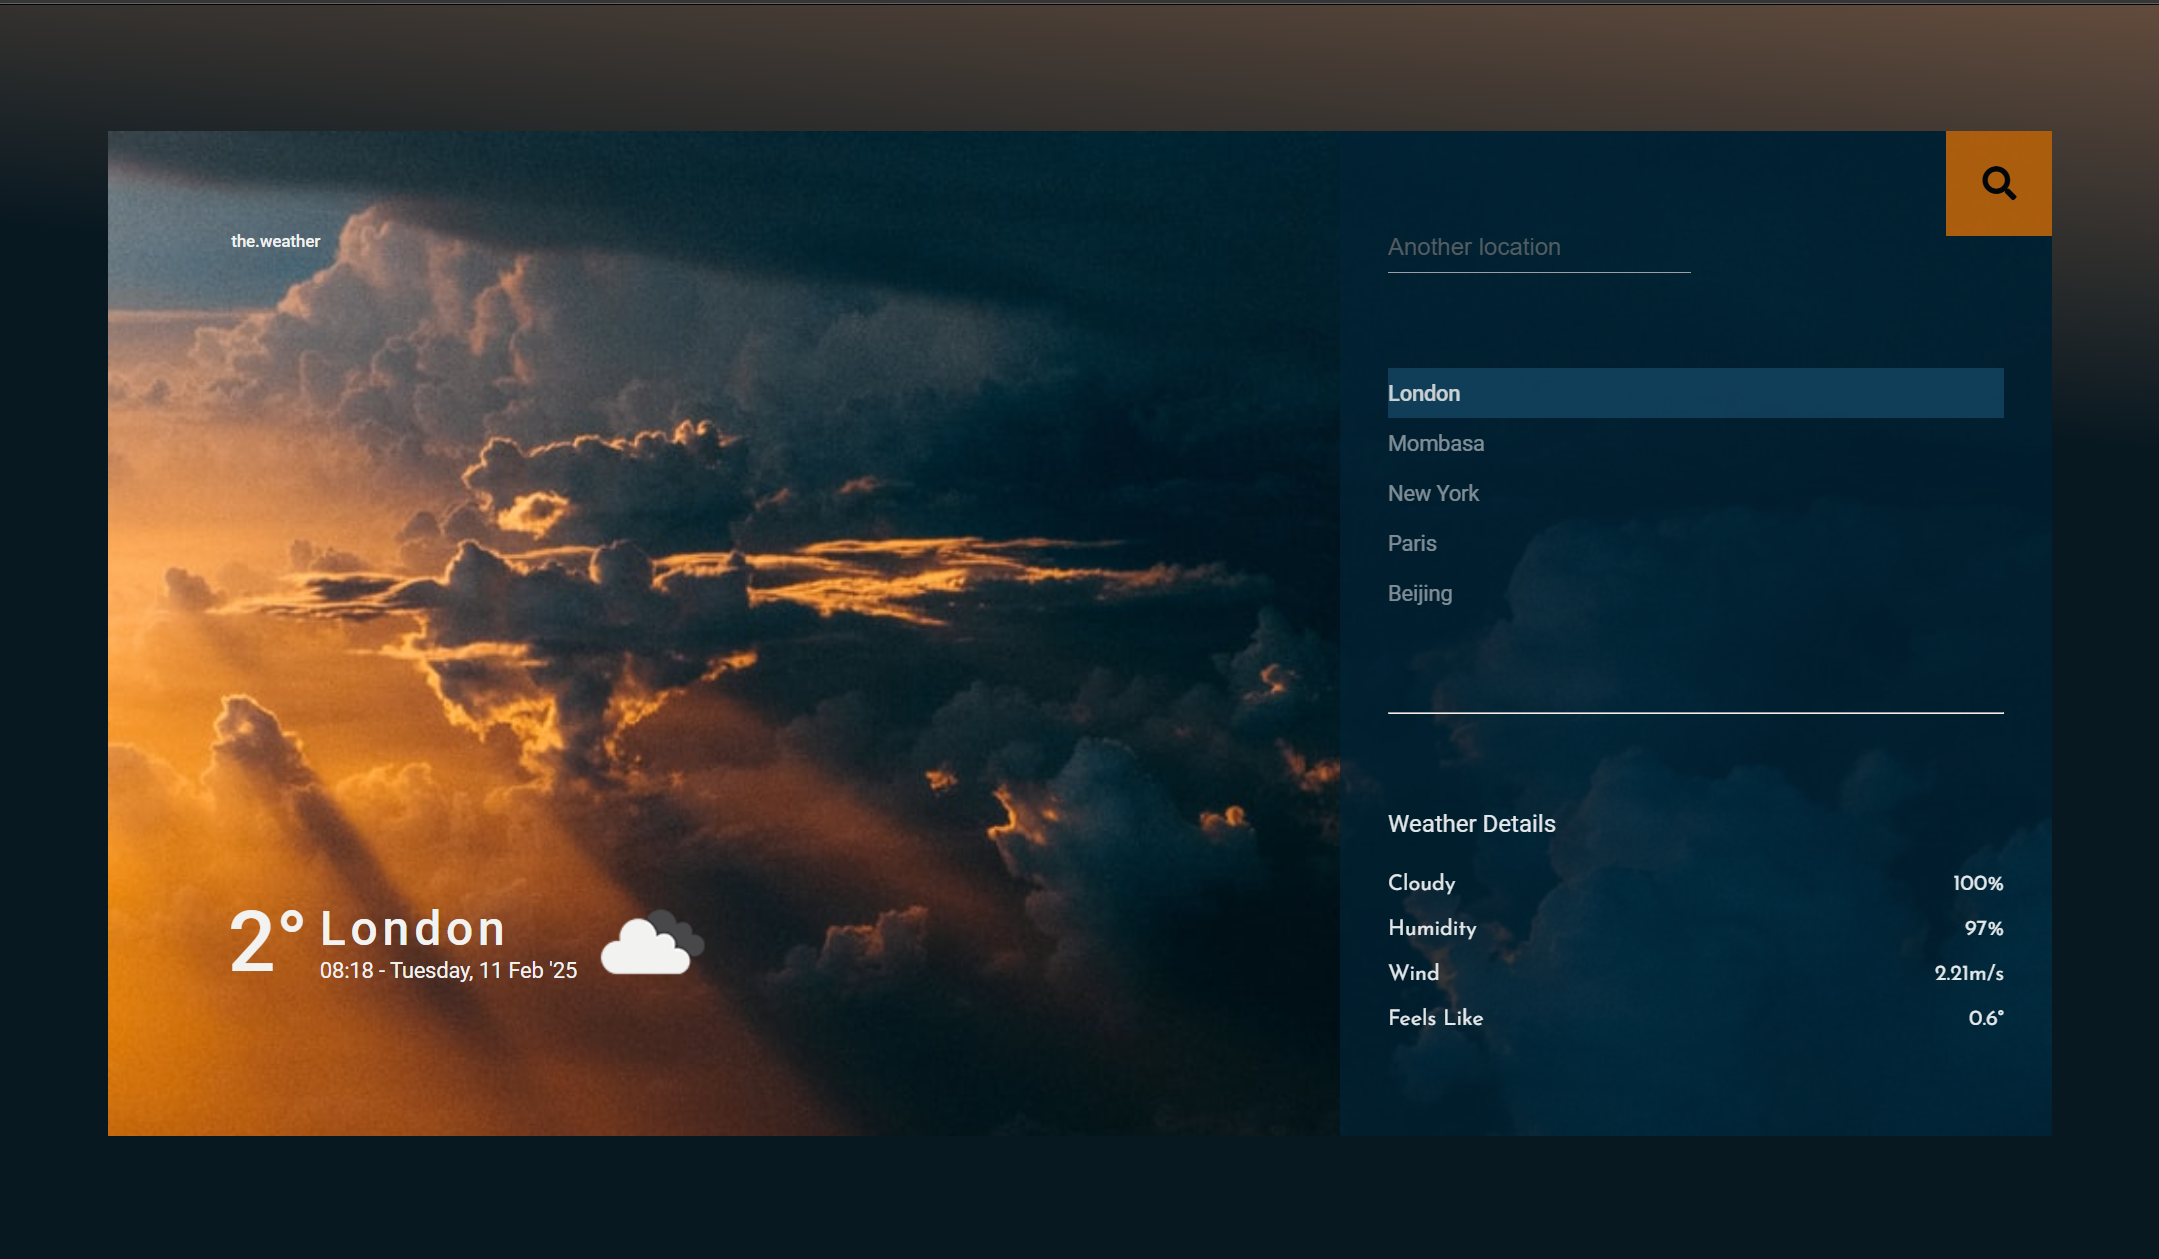 the.weather
2° London
08:18 - Tuesday, 11 Feb '25
Another location
London
Mombasa
New York
Paris
Beijing
Weather Details
Cloudy 100%
Humidity 97%
Wind 2.21m/s
Feels Like 0.6°